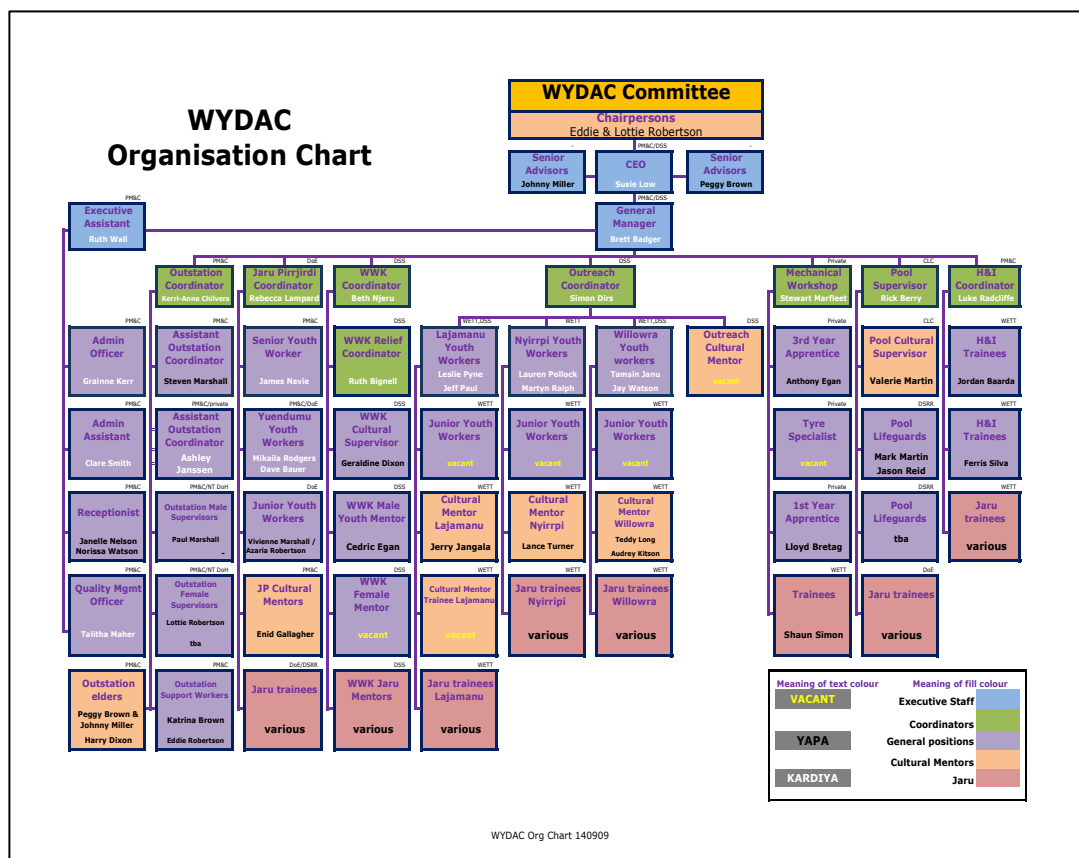 WYDAC Committee
Chairpersons
Eddie & Lottie Robertson
WYDAC
Organisation Chart
-
PM&C/DSS
-
Senior
Advisors
Johnny Miller
CEO
Susie Low
Senior
Advisors
Peggy Brown
PM&C
PM&C/DSS
Executive
Assistant
Ruth Wall
General
Manager
Brett Badger
PM&C
DoE
DSS
DSS
Private
CLC
PM&C
Outstation
Coordinator
Kerri-Anne Chilvers
Jaru Pirrjirdi
Coordinator
Rebecca Lampard
WWK
Coordinator
Beth Njeru
Outreach
Coordinator
Simon Dirs
Mechanical
Workshop
Stewart Marfleet
Pool
Supervisor
Rick Berry
H&I
Coordinator
Luke Radcliffe
PM&C
PM&C
PM&C
DSS
WETT,DSS
WETT
WETT,DSS
DSS
Private
CLC
WETT
Admin
Officer
Grainne Kerr
Assistant
Outstation
Coordinator
Steven Marshall
Senior Youth
Worker
James Navie
WWK Relief
Coordinator
Ruth Bignell
Lajamanu
Youth
Workers
Leslie Pyne
Jeff Paul
Nyirrpi Youth
Workers
Lauren Pollock
Martyn Ralph
Willowra
Youth
workers
Tamsin Janu
Jay Watson
Outreach
Cultural
Mentor
vacant
3rd Year
Apprentice
Anthony Egan
Pool Cultural
Supervisor
Valerie Martin
H&I
Trainees
Jordan Baarda
PM&C
PM&C/private
PM&C/DoE
DSS
WETT
WETT
WETT
Private
DSRR
WETT
Admin
Assistant
Clare Smith
Assistant
Outstation
Coordinator
Ashley
Janssen
Yuendumu
Youth
Workers
Mikaila Rodgers
Dave Bauer
WWK
Cultural
Supervisor
Geraldine Dixon
Junior Youth
Workers
vacant
Junior Youth
Workers
vacant
Junior Youth
Workers
vacant
Tyre
Specialist
vacant
Pool
Lifeguards
Mark Martin
Jason Reid
H&I
Trainees
Ferris Silva
PM&C
PM&C/NT DoH
DoE
DSS
WETT
WETT
WETT
Private
DSRR
WETT
Receptionist
Janelle Nelson
Norissa Watson
Outstation Male
Supervisors
Paul Marshall
-
Junior Youth
Workers
Vivienne Marshall /
Azaria Robertson
WWK Male
Youth Mentor
Cedric Egan
Cultural
Mentor
Lajamanu
Jerry Jangala
Cultural
Mentor
Nyirrpi
Lance Turner
Cultural
Mentor
Willowra
Teddy Long
Audrey Kitson
1st Year
Apprentice
Lloyd Bretag
Pool
Lifeguards
tba
Jaru
trainees
various
PM&C
PM&C/NT DoH
PM&C
DSS
WETT
WETT
WETT
WETT
DoE
Quality Mgmt
Officer
Talitha Maher
Outstation
Female
Supervisors
Lottie Robertson
tba
JP Cultural
Mentors
Enid Gallagher
WWK
Female
Mentor
vacant
Cultural Mentor
Trainee Lajamanu
vacant
Jaru trainees
Nyirripi
various
Jaru trainees
Willowra
various
Trainees
Shaun Simon
Jaru trainees
various
PM&C
PM&C
DoE/DSRR
DSS
WETT
Outstation
elders
Peggy Brown &
Johnny Miller
Harry Dixon
Outstation
Support Workers
Katrina Brown
Eddie Robertson
Jaru trainees
various
WWK Jaru
Mentors
various
Jaru trainees
Lajamanu
various
Meaning of text colour
Meaning of fill colour
VACANT
Executive Staff
Coordinators
YAPA
General positions
Cultural Mentors
KARDIYA
Jaru
WYDAC Org Chart 140909